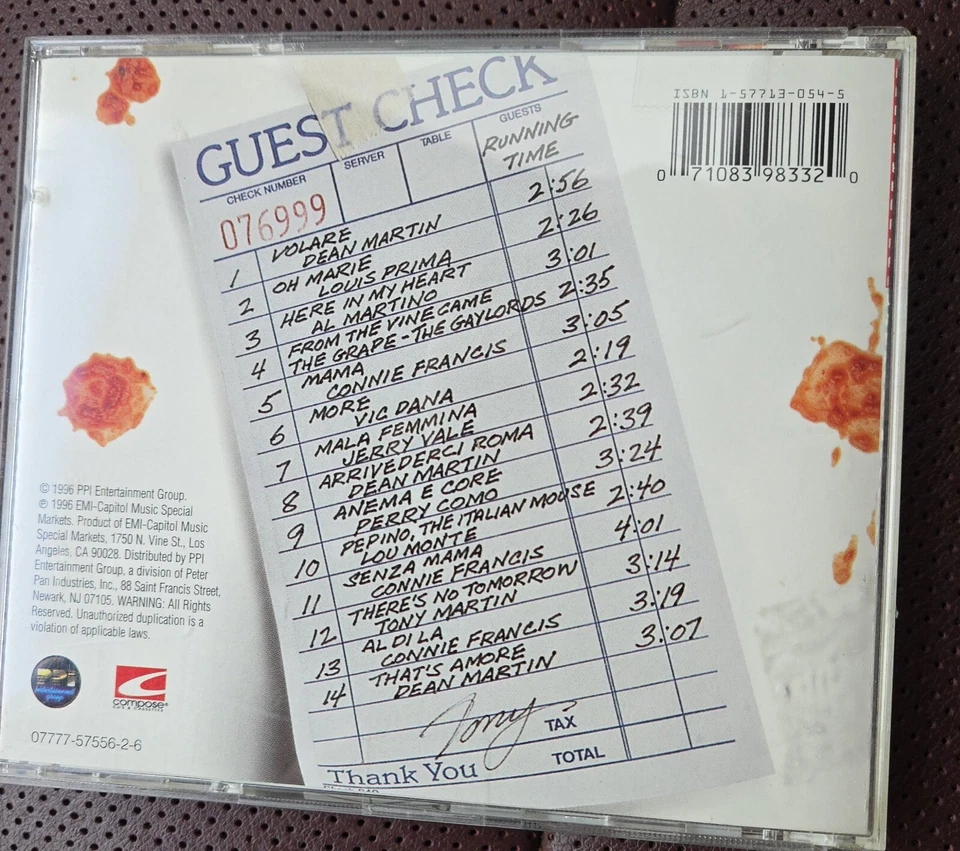 GUEST CHECK
CHECK NUMBER SERVER TABLE GUESTS
076999
RUNNING
TIME
1 VOLARE 2:56
DEAN MARTIN
2 OH MARIE 2:26
LOUIS PRIMA
3 HERE IN MY HEART 3:01
AL MARTINO
4 FROM THE VINE CAME 2:35
THE GRAPE - THE GAYLORDS
5 MAMA 3:05
CONNIE FRANCIS
6 MORE 2:19
VIC DANA
7 MALA FEMMINA 2:32
JERRY VALE
8 ARRIVEDERCI ROMA 2:39
DEAN MARTIN
9 ANEMA E CORE 3:24
PERRY COMO
10 PEPINO, THE ITALIAN MOUSE 2:40
LOU MONTE
11 SENZA MAMA 4:01
CONNIE FRANCIS
12 THERE'S NO TOMORROW 3:14
TONY MARTIN
13 AL DI LA 3:19
CONNIE FRANCIS
14 THAT'S AMORE 3:07
DEAN MARTIN
Tony
TAX
TOTAL
Thank You
ISBN 1-57713-054-5
0 71083 98332 0
© 1996 PPI Entertainment Group.
℗ 1996 EMI-Capitol Music Special
Markets. Product of EMI-Capitol Music
Special Markets, 1750 N. Vine St., Los
Angeles, CA 90028. Distributed by PPI
Entertainment Group, a division of Peter
Pan Industries, Inc., 88 Saint Francis Street,
Newark, NJ 07105. WARNING: All Rights
Reserved. Unauthorized duplication is a
violation of applicable laws.
PPI
entertainment
group
compose
07777-57556-2-6